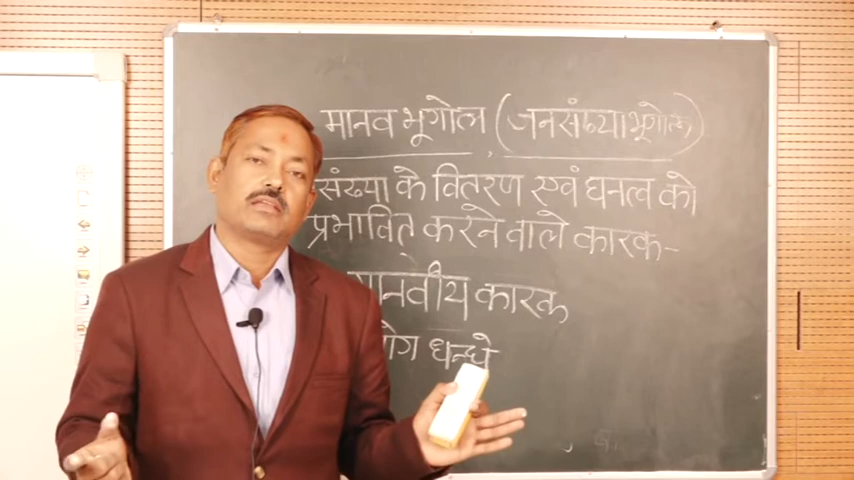 मानव भूगोल (जनसंख्या भूगोल)
संख्या के वितरण एवं घनत्व को
प्रभावित करने वाले कारक-
मानवीय कारक
धन्धे